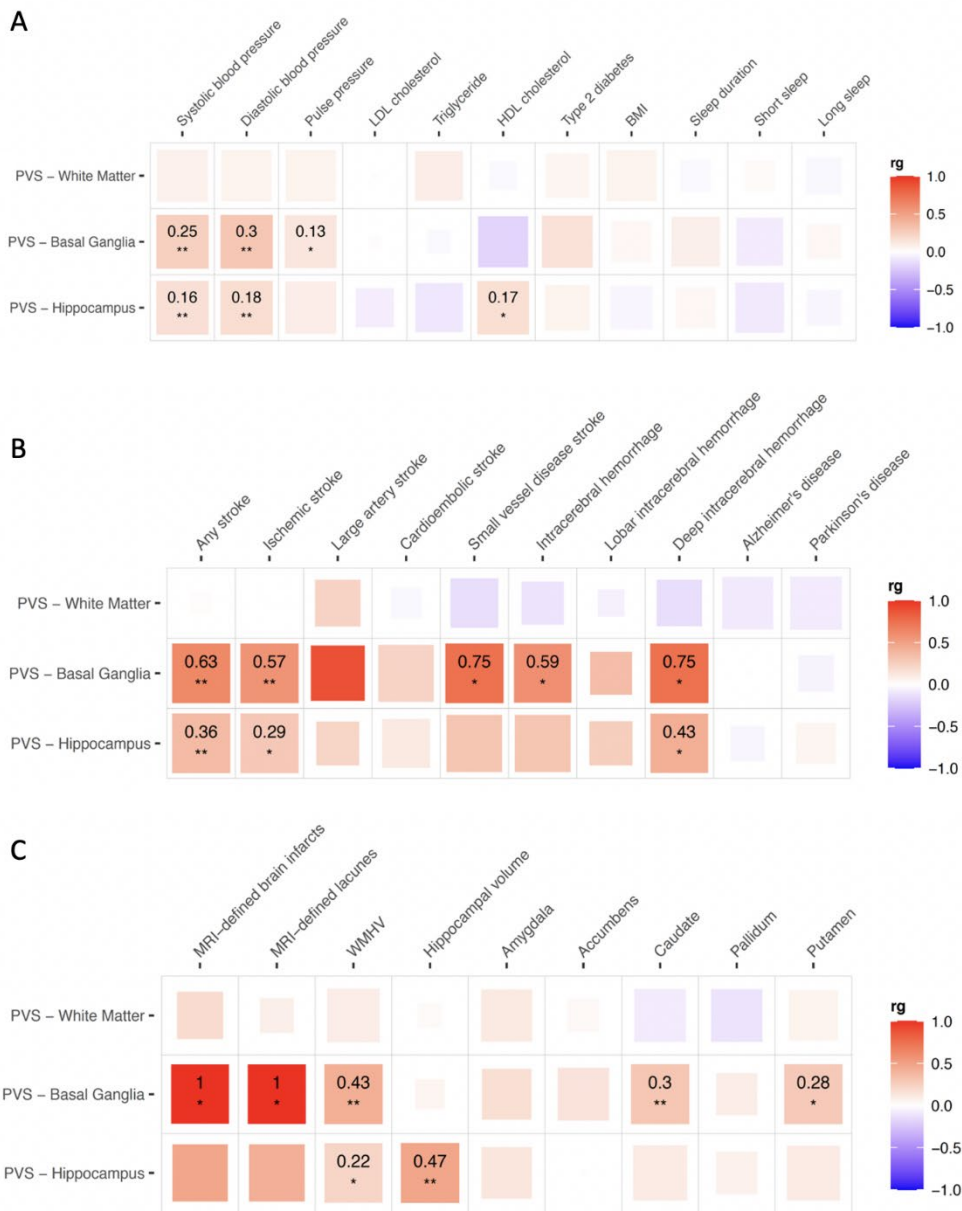 A
Systolic blood pressure
Diastolic blood pressure
Pulse pressure
LDL cholesterol
Triglyceride
HDL cholesterol
Type 2 diabetes
BMI
Sleep duration
Short sleep
Long sleep
PVS – White Matter
PVS – Basal Ganglia
0.25 0.3 0.13
** ** *
PVS – Hippocampus
0.16 0.18 0.17
** ** *
rg
1.0
0.5
0.0
−0.5
−1.0
B
Any stroke
Ischemic stroke
Large artery stroke
Cardioembolic stroke
Small vessel disease stroke
Intracerebral hemorrhage
Lobar intracerebral hemorrhage
Deep intracerebral hemorrhage
Alzheimer's disease
Parkinson's disease
PVS – White Matter
PVS – Basal Ganglia
0.63 0.57 0.75 0.59 0.75
** ** * * *
PVS – Hippocampus
0.36 0.29 0.43
** * *
rg
1.0
0.5
0.0
−0.5
−1.0
C
MRI−defined brain infarcts
MRI−defined lacunes
WMHV
Hippocampal volume
Amygdala
Accumbens
Caudate
Pallidum
Putamen
PVS – White Matter
PVS – Basal Ganglia
1 1 0.43 0.3 0.28
* * ** ** *
PVS – Hippocampus
0.22 0.47
* **
rg
1.0
0.5
0.0
−0.5
−1.0